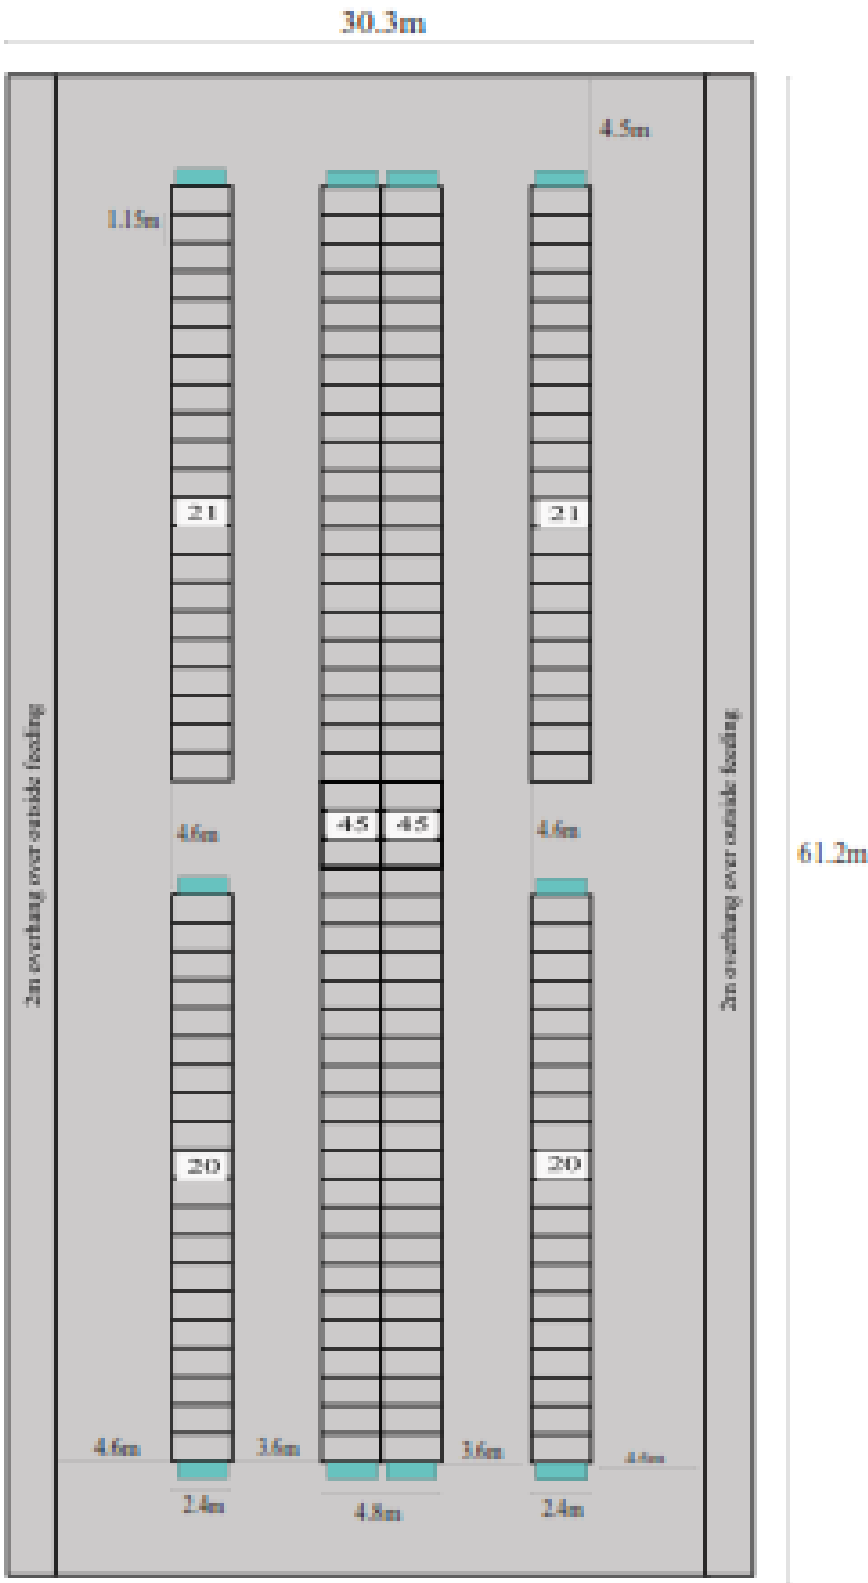 30.3m
4.5m
1.15m
21
21
2m overhang over outside feeding
2m overhang over outside feeding
4.6m
45
45
4.6m
61.2m
20
20
4.6m
3.6m
3.6m
4.6m
2.4m
4.8m
2.4m